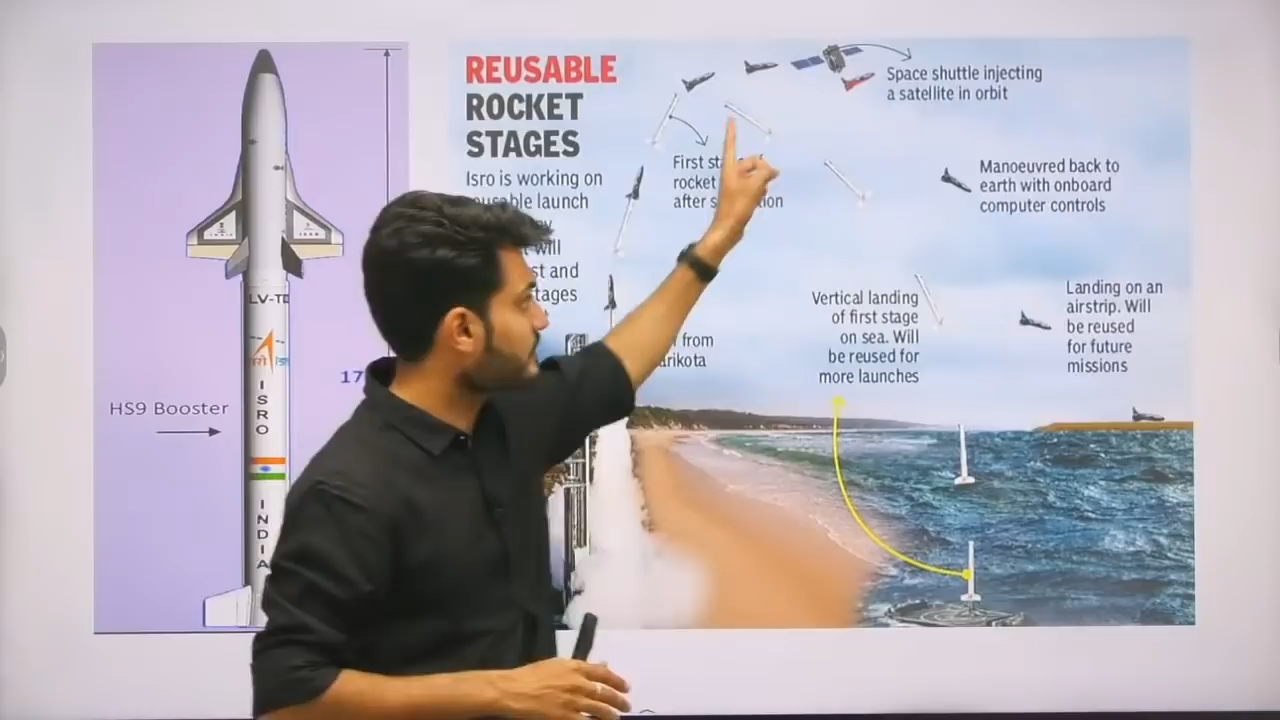 LV-TD
ISRO
INDIA
HS9 Booster
17
REUSABLE
ROCKET
STAGES
Isro is working on
launch
will
and
First
rocket
after
from
Space shuttle injecting
a satellite in orbit
Manoeuvred back to
earth with onboard
computer controls
Vertical landing
of first stage
on sea. Will
be reused for
more launches
Landing on an
airstrip. Will
be reused
for future
missions